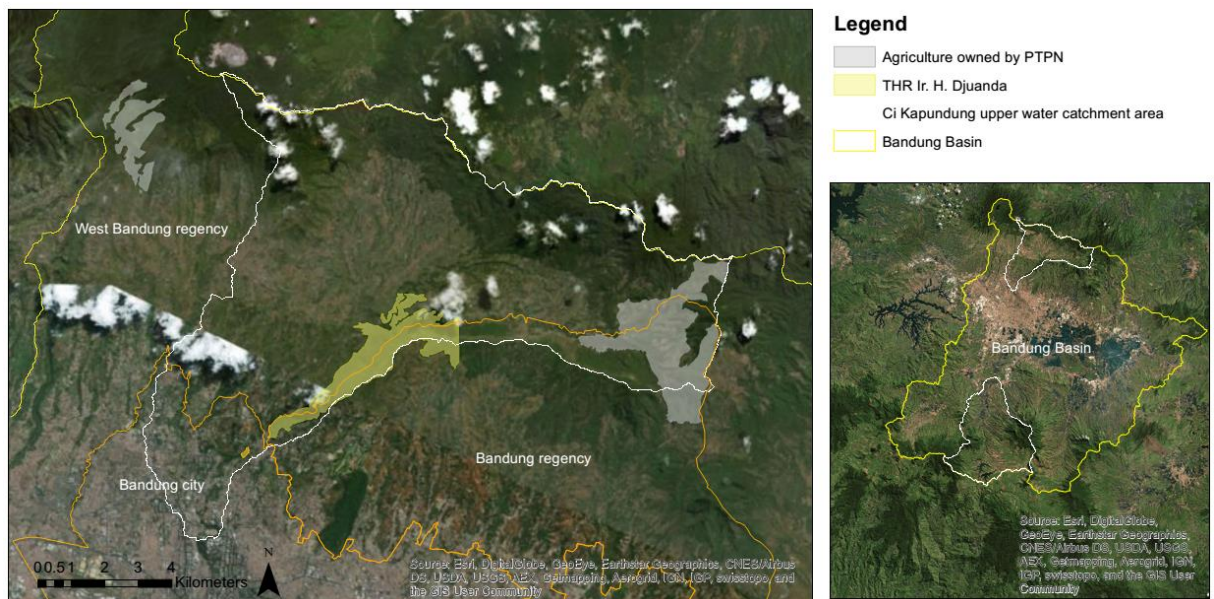 Legend
Agriculture owned by PTPN
THR Ir. H. Djuanda
Ci Kapundung upper water catchment area
Bandung Basin
West Bandung regency
Bandung regency
Bandung city
0 0.5 1 2 3 4
Kilometers
N
Source: Esri, DigitalGlobe, GeoEye, Earthstar Geographics, CNES/Airbus
DS, USDA, USGS, AEX, Getmapping, Aerogrid, IGN, IGP, swisstopo, and
the GIS User Community
Bandung Basin
Source: Esri, DigitalGlobe,
GeoEye, Earthstar Geographics,
CNES/Airbus DS, USDA, USGS,
AEX, Getmapping, Aerogrid, IGN,
IGP, swisstopo, and the GIS User
Community